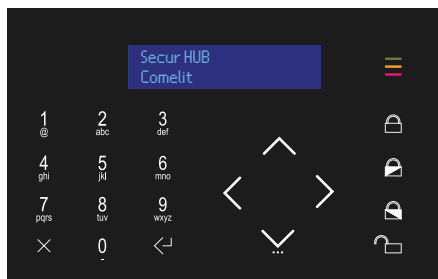 Secur HUB
Comelit
1 2 3
@ abc def
4 5 6
ghi jkl mno
7 8 9
pqrs tuv wxyz
0
-
...